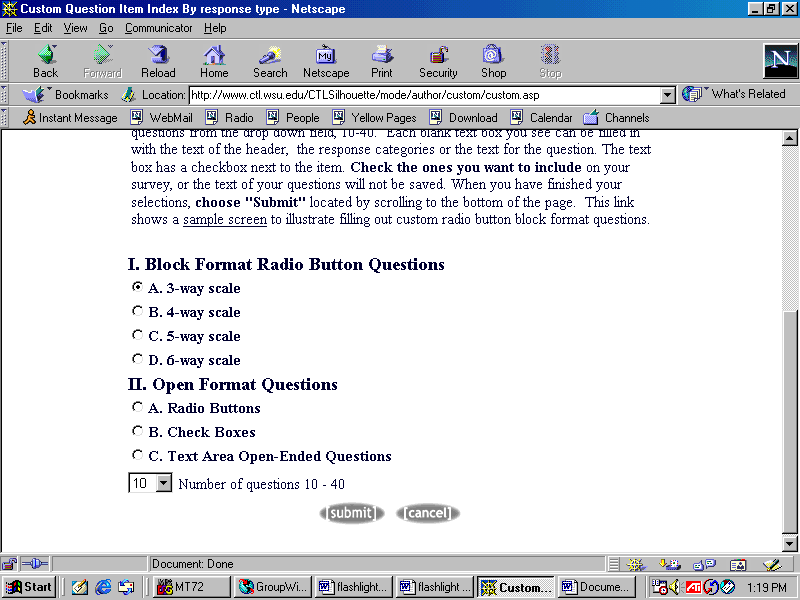 Custom Question Item Index By response type - Netscape
File Edit View Go Communicator Help
My
N
Back Forward Reload Home Search Netscape Print Security Shop Stop
Bookmarks Location: http://www.ctl.wsu.edu/CTLSilhouette/mode/author/custom/custom.asp What's Related
Instant Message WebMail Radio People Yellow Pages Download Calendar Channels
questions from the drop down field, 10-40. Each blank text box you see can be filled in
with the text of the header, the response categories or the text for the question. The text
box has a checkbox next to the item. Check the ones you want to include on your
survey, or the text of your questions will not be saved. When you have finished your
selections, choose "Submit" located by scrolling to the bottom of the page. This link
shows a sample screen to illustrate filling out custom radio button block format questions.
I. Block Format Radio Button Questions
A. 3-way scale
B. 4-way scale
C. 5-way scale
D. 6-way scale
II. Open Format Questions
A. Radio Buttons
B. Check Boxes
C. Text Area Open-Ended Questions
10 Number of questions 10 - 40
[submit] [cancel]
Document: Done
Start MT72 GroupWi... flashlight... flashlight ... Custom... Docume... 1:19 PM